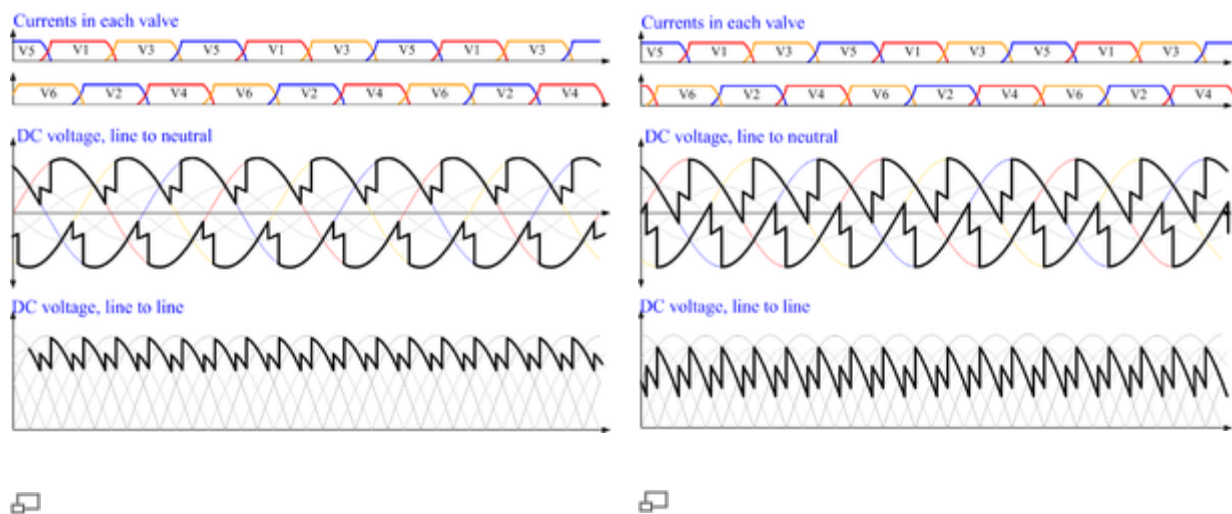 Currents in each valve
V5 V1 V3 V5 V1 V3 V5 V1 V3
V6 V2 V4 V6 V2 V4 V6 V2 V4
DC voltage, line to neutral
DC voltage, line to line
Currents in each valve
V5 V1 V3 V5 V1 V3 V5 V1 V3
V6 V2 V4 V6 V2 V4 V6 V2 V4
DC voltage, line to neutral
DC voltage, line to line